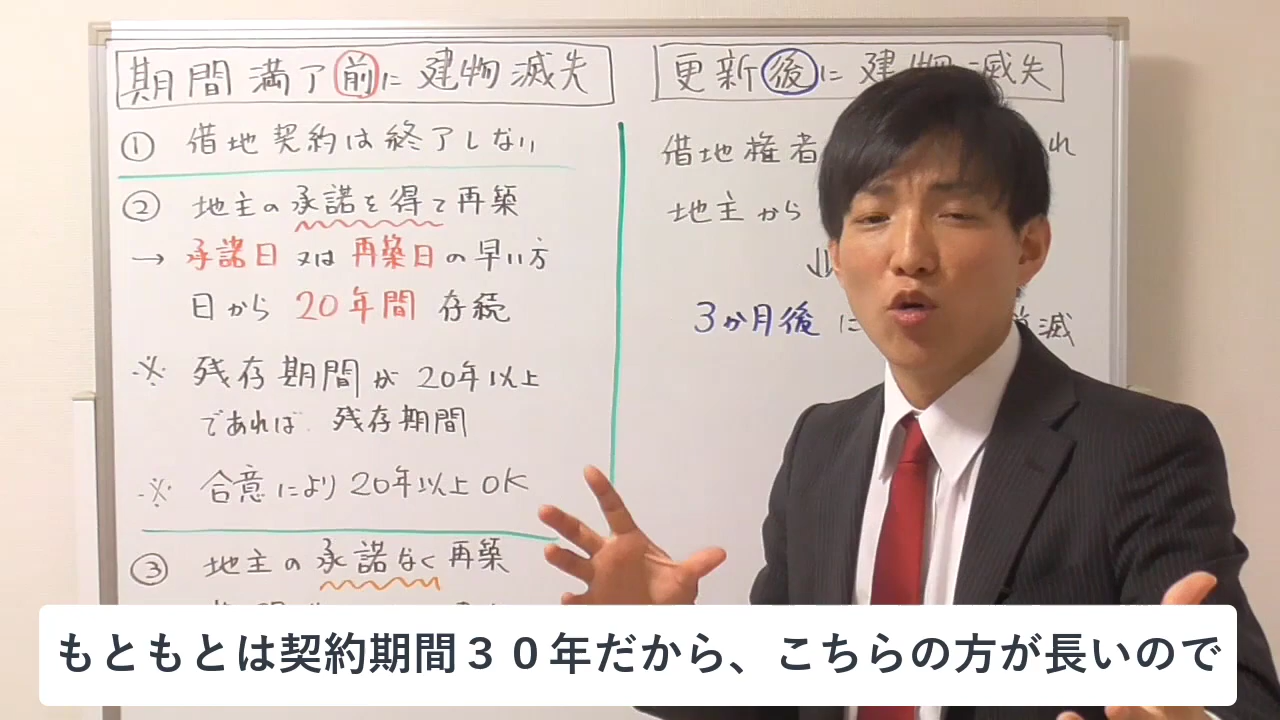 期間満了前に建物滅失
① 借地契約は終了しない
② 地主の承諾を得て再築
→ 承諾日又は再築日の早い方
日から 20年間 存続
※ 残存期間が 20年以上
であれば 残存期間
※ 合意により 20年以上 OK
③ 地主の承諾なく再築
更新後に建物滅失
借地権者 れ
地主から
↓
3か月後に 消滅
もともとは契約期間３０年だから、こちらの方が長いので